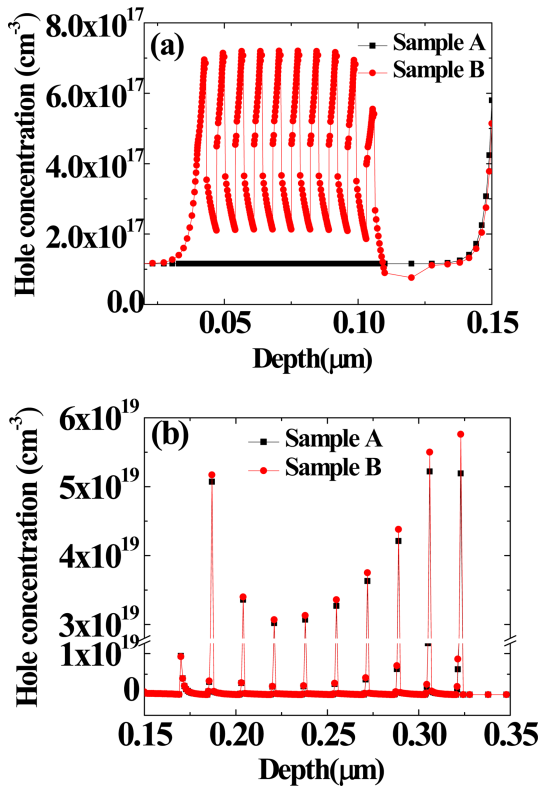 (a)
Sample A
Sample B
Hole concentration (cm⁻³)
8.0x10¹⁷
6.0x10¹⁷
4.0x10¹⁷
2.0x10¹⁷
0.0
0.05 0.10 0.15
Depth(μm)
(b)
Sample A
Sample B
Hole concentration (cm⁻³)
6x10¹⁹
5x10¹⁹
4x10¹⁹
3x10¹⁹
1x10¹⁹
0
0.15 0.20 0.25 0.30 0.35
Depth(μm)